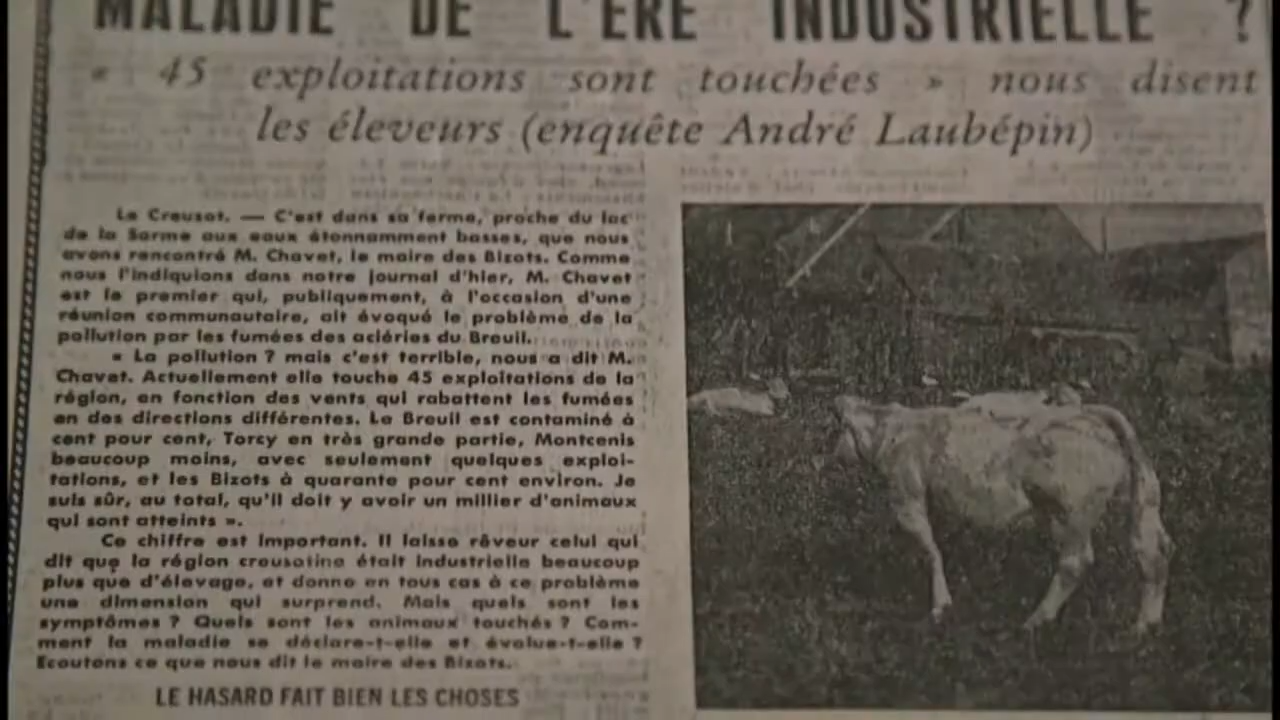 MALADIE DE L'ERE INDUSTRIELLE ?
« 45 exploitations sont touchées » nous disent
les éleveurs (enquête André Laubépin)
Le Creusot. — C'est dans sa ferme, proche du lac
de la Sorme aux eaux étonnamment basses, que nous
avons rencontré M. Chavet, le maire des Bizots. Comme
nous l'indiquions dans notre journal d'hier, M. Chavet
est le premier qui, publiquement, à l'occasion d'une
réunion communautaire, ait évoqué le problème de la
pollution par les fumées des aciéries du Breuil.
« La pollution ? mais c'est terrible, nous a dit M.
Chavet. Actuellement elle touche 45 exploitations de la
région, en fonction des vents qui rabattent les fumées
en des directions différentes. Le Breuil est contaminé à
cent pour cent, Torcy en très grande partie, Montcenis
beaucoup moins, avec seulement quelques exploi-
tations, et les Bizots à quarante pour cent environ. Je
suis sûr, au total, qu'il doit y avoir un millier d'animaux
qui sont atteints ».
Ce chiffre est important. Il laisse rêveur celui qui
dit que la région creusotine était industrielle beaucoup
plus que d'élevage, et donne en tous cas à ce problème
une dimension qui surprend. Mais quels sont les
symptômes ? Quels sont les animaux touchés ? Com-
ment la maladie se déclare-t-elle et évolue-t-elle ?
Ecoutons ce que nous dit le maire des Bizots.
LE HASARD FAIT BIEN LES CHOSES